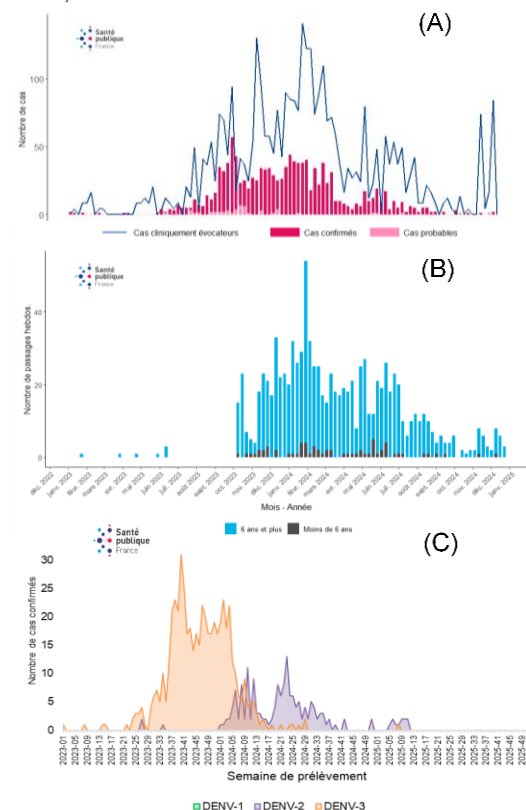 (A)
Santé
publique
France
Nombre de cas
100
50
0
Cas cliniquement évocateurs
Cas confirmés
Cas probables
(B)
Santé
publique
France
Nombre de passages hebdos.
40
20
0
déc. 2022
janv. 2023
févr. 2023
mars 2023
avr. 2023
mai 2023
juin 2023
juil. 2023
août 2023
sept. 2023
oct. 2023
nov. 2023
déc. 2023
janv. 2024
févr. 2024
mars 2024
avr. 2024
mai 2024
juin 2024
juil. 2024
août 2024
sept. 2024
oct. 2024
nov. 2024
déc. 2024
janv. 2025
Mois - Année
6 ans et plus
Moins de 6 ans
(C)
Santé
publique
France
Nombre de cas confirmés
30
25
20
15
10
5
0
2023-01
2023-05
2023-09
2023-13
2023-17
2023-21
2023-25
2023-29
2023-33
2023-37
2023-41
2023-45
2023-49
2024-01
2024-05
2024-09
2024-13
2024-17
2024-21
2024-25
2024-29
2024-33
2024-37
2024-41
2024-45
2024-49
2025-01
2025-05
2025-09
2025-13
2025-17
2025-21
2025-25
2025-29
2025-33
2025-37
2025-41
2025-45
2025-49
Semaine de prélèvement
DENV-1
DENV-2
DENV-3